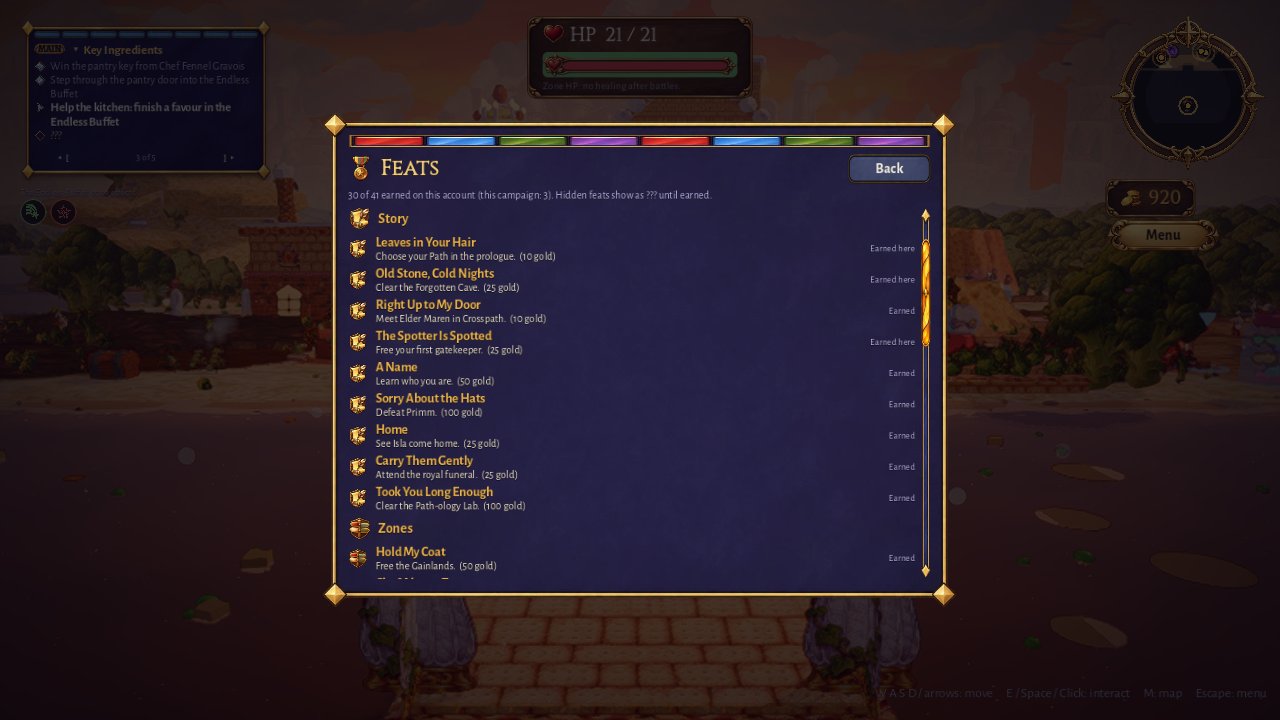 MAIN ▾ Key Ingredients
Win the pantry key from Chef Fennel Gravois
Step through the pantry door into the Endless
Buffet
Help the kitchen: finish a favour in the
Endless Buffet
???
◂ [ 3 of 5 ] ▸
HP 21 / 21
Zone HP: no healing after battles.
920
Menu
Feats
Back
30 of 41 earned on this account (this campaign: 3). Hidden feats show as ??? until earned.
Story
Leaves in Your Hair
Choose your Path in the prologue. (10 gold)
Earned here
Old Stone, Cold Nights
Clear the Forgotten Cave. (25 gold)
Earned here
Right Up to My Door
Meet Elder Maren in Crosspath. (10 gold)
Earned
The Spotter Is Spotted
Free your first gatekeeper. (25 gold)
Earned here
A Name
Learn who you are. (50 gold)
Earned
Sorry About the Hats
Defeat Primm. (100 gold)
Earned
Home
See Isla come home. (25 gold)
Earned
Carry Them Gently
Attend the royal funeral. (25 gold)
Earned
Took You Long Enough
Clear the Path-ology Lab. (100 gold)
Earned
Zones
Hold My Coat
Free the Gainlands. (50 gold)
Earned
W A S D / arrows: move E / Space / Click: interact M: map Escape: menu